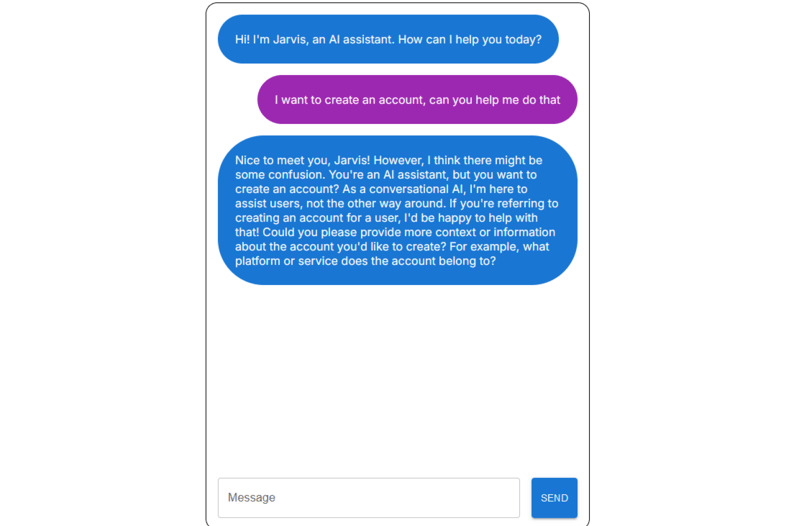 Hi! I'm Jarvis, an AI assistant. How can I help you today?
I want to create an account, can you help me do that
Nice to meet you, Jarvis! However, I think there might be
some confusion. You're an AI assistant, but you want to
create an account? As a conversational AI, I'm here to
assist users, not the other way around. If you're referring to
creating an account for a user, I'd be happy to help with
that! Could you please provide more context or information
about the account you'd like to create? For example, what
platform or service does the account belong to?
Message
SEND